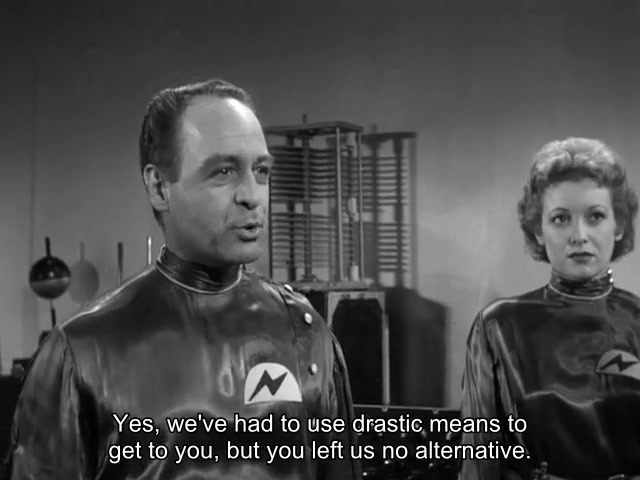 Yes, we've had to use drastic means to
get to you, but you left us no alternative.